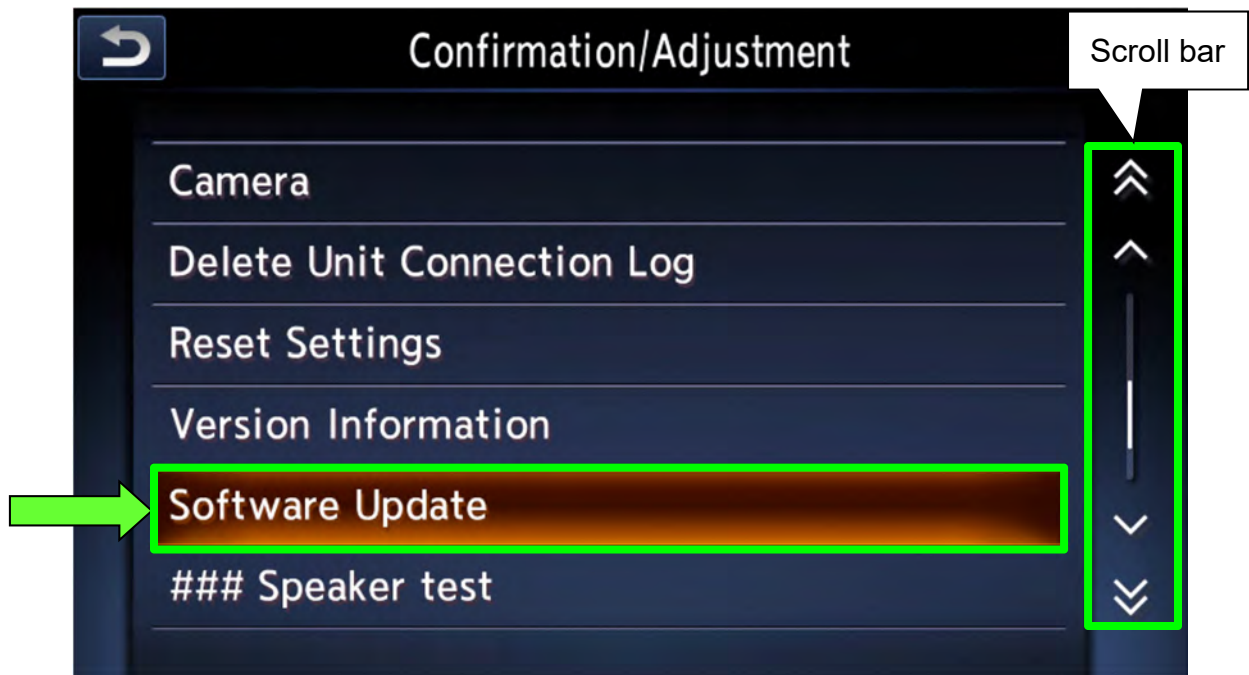 Confirmation/Adjustment
Scroll bar
Camera
Delete Unit Connection Log
Reset Settings
Version Information
Software Update
### Speaker test